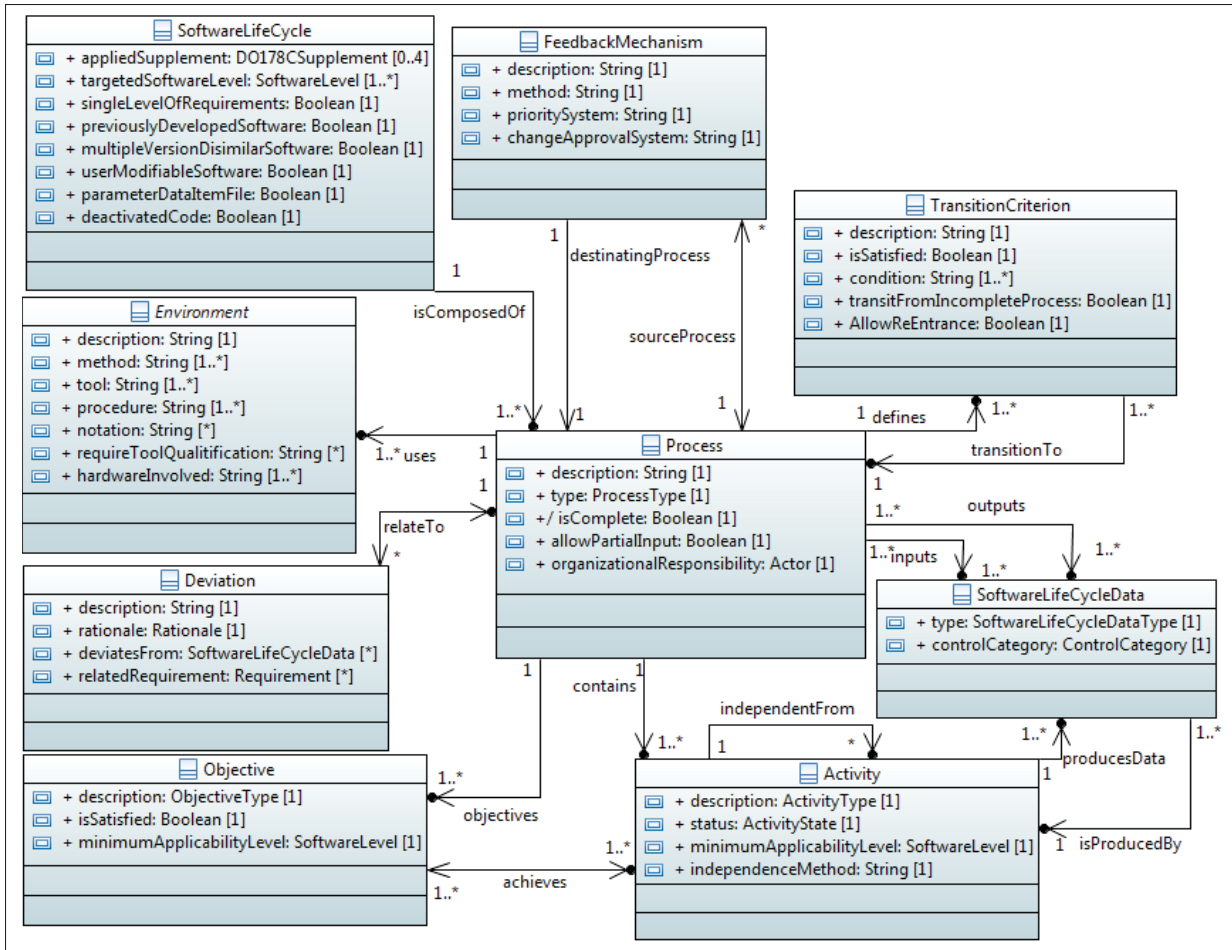 SoftwareLifeCycle
+ appliedSupplement: DO178CSupplement [0..4]
+ targetedSoftwareLevel: SoftwareLevel [1..*]
+ singleLevelOfRequirements: Boolean [1]
+ previouslyDevelopedSoftware: Boolean [1]
+ multipleVersionDisimilarSoftware: Boolean [1]
+ userModifiableSoftware: Boolean [1]
+ parameterDataItemFile: Boolean [1]
+ deactivatedCode: Boolean [1]
FeedbackMechanism
+ description: String [1]
+ method: String [1]
+ prioritySystem: String [1]
+ changeApprovalSystem: String [1]
TransitionCriterion
+ description: String [1]
+ isSatisfied: Boolean [1]
+ condition: String [1..*]
+ transitFromIncompleteProcess: Boolean [1]
+ AllowReEntrance: Boolean [1]
1
isComposedOf
1..*
1
destinatingProcess
1
*
sourceProcess
1
1
defines
1..*
1..*
transitionTo
1
Environment
+ description: String [1]
+ method: String [1..*]
+ tool: String [1..*]
+ procedure: String [1..*]
+ notation: String [*]
+ requireToolQualitification: String [*]
+ hardwareInvolved: String [1..*]
1..*
uses
1
1
relateTo
*
Process
+ description: String [1]
+ type: ProcessType [1]
+/ isComplete: Boolean [1]
+ allowPartialInput: Boolean [1]
+ organizationalResponsibility: Actor [1]
1..*
outputs
1..*
1..*
inputs
1..*
Deviation
+ description: String [1]
+ rationale: Rationale [1]
+ deviatesFrom: SoftwareLifeCycleData [*]
+ relatedRequirement: Requirement [*]
SoftwareLifeCycleData
+ type: SoftwareLifeCycleDataType [1]
+ controlCategory: ControlCategory [1]
1
objectives
1..*
1
contains
1..*
independentFrom
1
*
1
producesData
1..*
1..*
isProducedBy
1
Objective
+ description: ObjectiveType [1]
+ isSatisfied: Boolean [1]
+ minimumApplicabilityLevel: SoftwareLevel [1]
1..*
achieves
1..*
Activity
+ description: ActivityType [1]
+ status: ActivityState [1]
+ minimumApplicabilityLevel: SoftwareLevel [1]
+ independenceMethod: String [1]